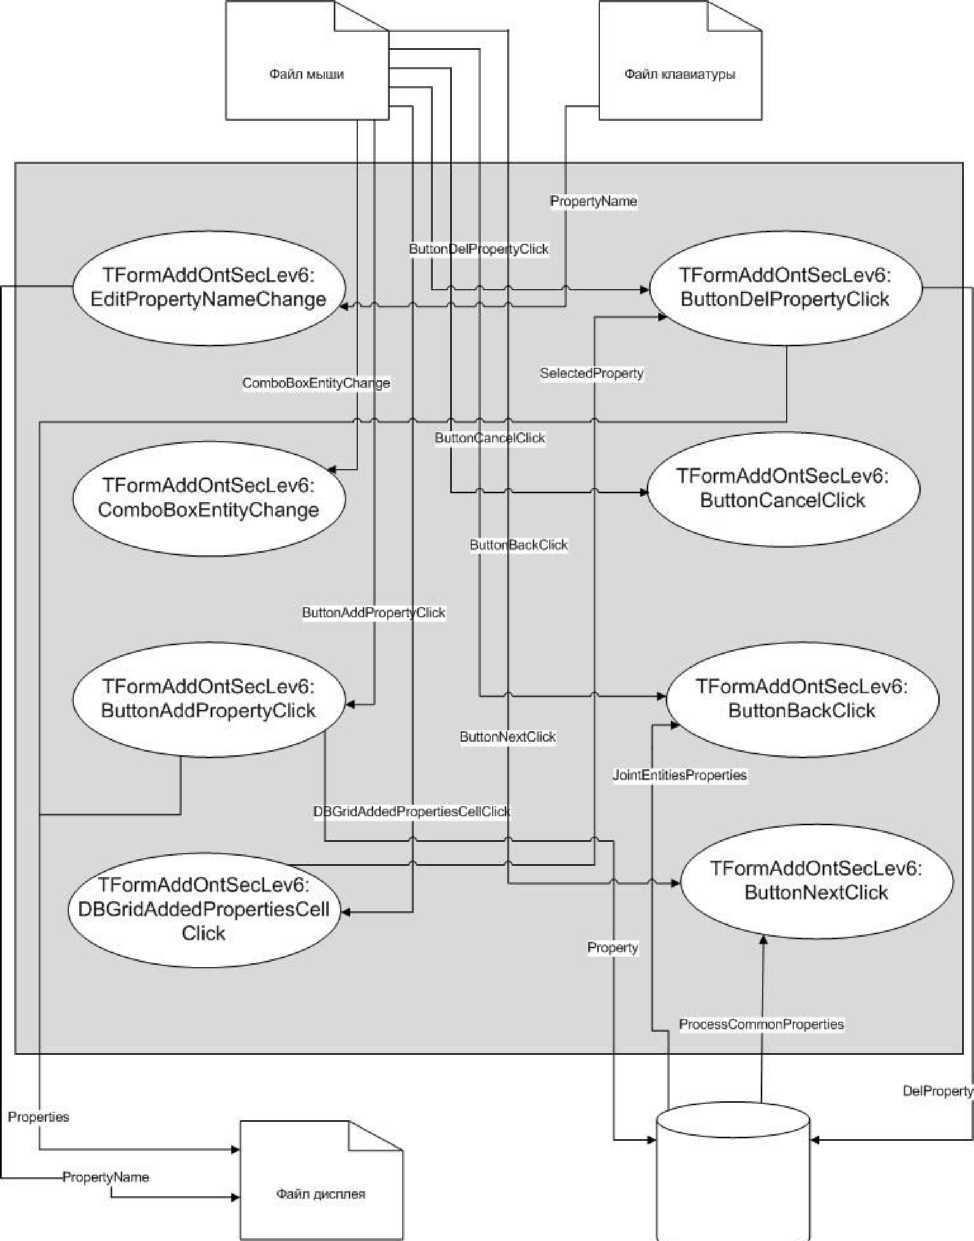 Файл мыши
Файл клавиатуры
PropertyName
ButtonDelPropertyClick
TFormAddOntSecLev6:
EditPropertyNameChange
TFormAddOntSecLev6:
ButtonDelPropertyClick
SelectedProperty
ComboBoxEntityChange
ButtonCancelClick
TFormAddOntSecLev6:
ComboBoxEntityChange
TFormAddOntSecLev6:
ButtonCancelClick
ButtonBackClick
ButtonAddPropertyClick
TFormAddOntSecLev6:
ButtonAddPropertyClick
TFormAddOntSecLev6:
ButtonBackClick
ButtonNextClick
JointEntitiesProperties
DBGridAddedPropertiesCellClick
TFormAddOntSecLev6:
DBGridAddedPropertiesCell
Click
TFormAddOntSecLev6:
ButtonNextClick
Property
ProcessCommonProperties
DelProperty
Properties
PropertyName
Файл дисплея